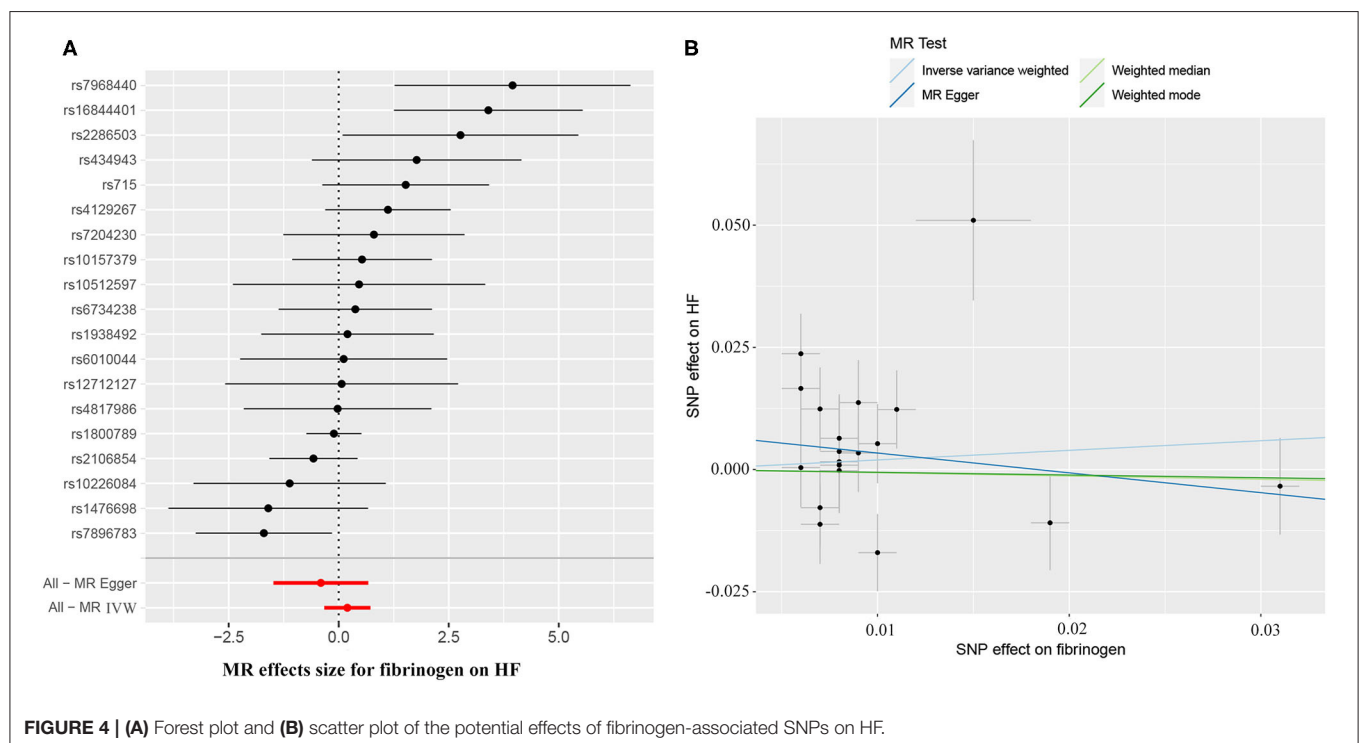 A
rs7968440
rs16844401
rs2286503
rs434943
rs715
rs4129267
rs7204230
rs10157379
rs10512597
rs6734238
rs1938492
rs6010044
rs12712127
rs4817986
rs1800789
rs2106854
rs10226084
rs1476698
rs7896783
All − MR Egger
All − MR IVW
−2.5 0.0 2.5 5.0
MR effects size for fibrinogen on HF
B
MR Test
Inverse variance weighted Weighted median
MR Egger Weighted mode
SNP effect on HF
0.050
0.025
0.000
-0.025
0.01 0.02 0.03
SNP effect on fibrinogen
FIGURE 4 | (A) Forest plot and (B) scatter plot of the potential effects of fibrinogen-associated SNPs on HF.